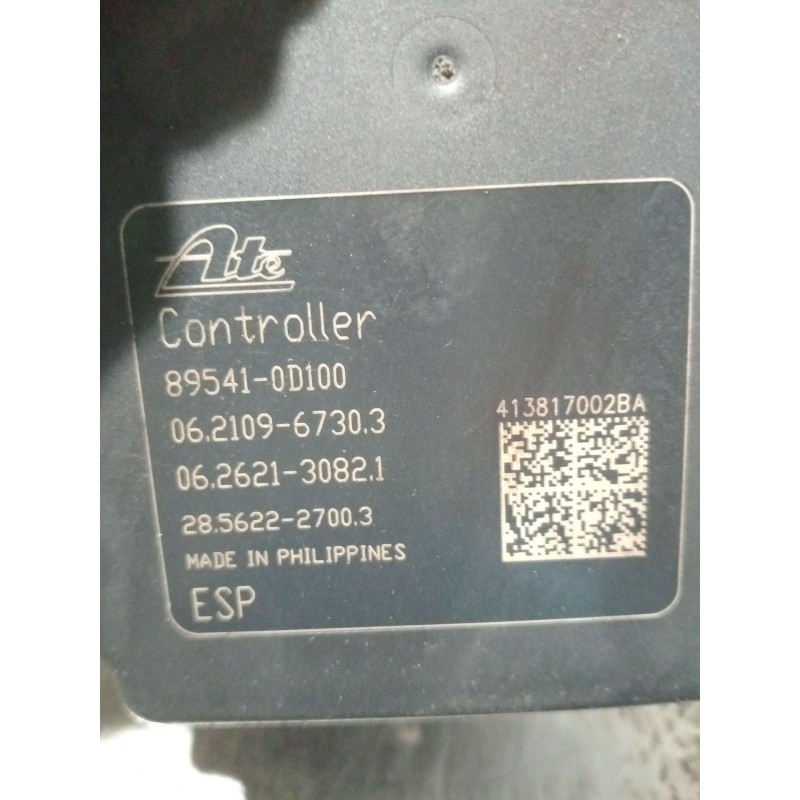 Ate
Controller
89541-0D100
06.2109-6730.3
413817002BA
06.2621-3082.1
28.5622-2700.3
MADE IN PHILIPPINES
ESP